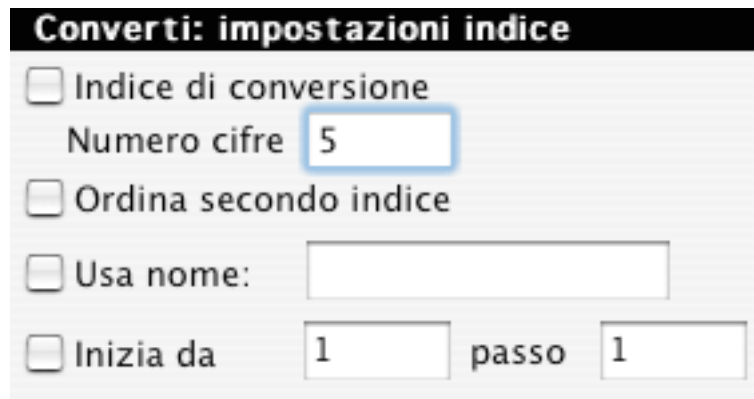 Converti: impostazioni indice
Indice di conversione
Numero cifre 5
Ordina secondo indice
Usa nome:
Inizia da 1 passo 1